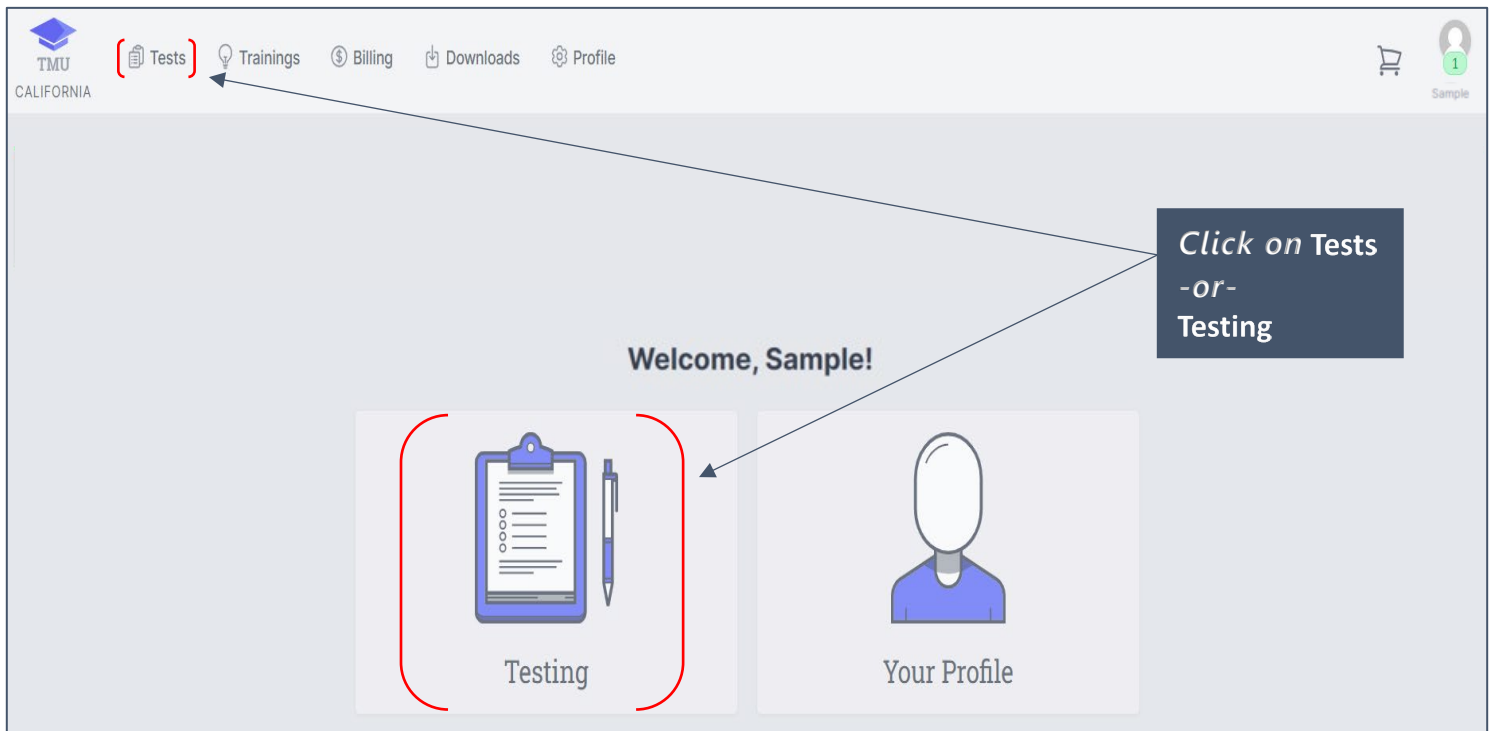 TMU
CALIFORNIA
Tests Trainings Billing Downloads Profile
1
Sample
Click on Tests
-or-
Testing
Welcome, Sample!
Testing
Your Profile